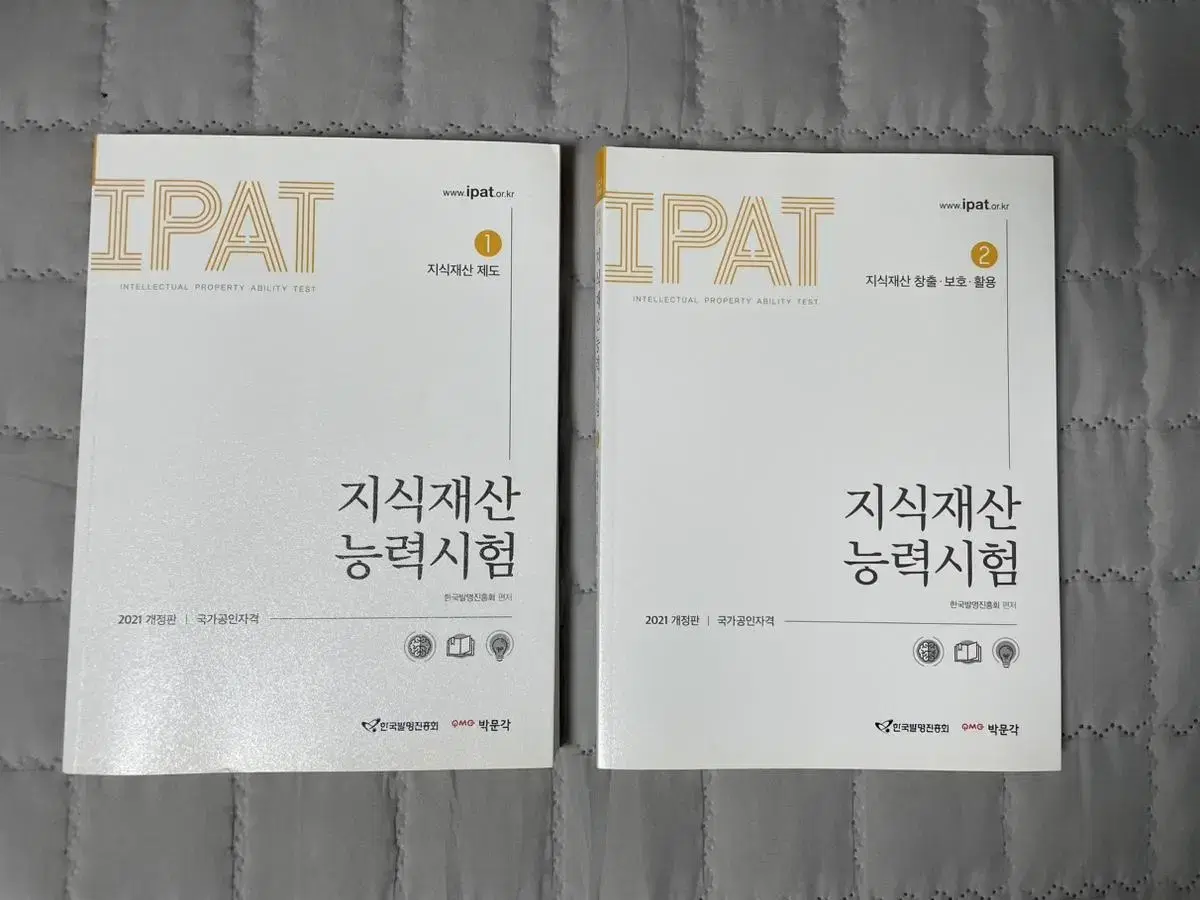 IPAT
INTELLECTUAL PROPERTY ABILITY TEST
www.ipat.or.kr
1
지식재산 제도
지식재산
능력시험
한국발명진흥회 편저
2021 개정판 | 국가공인자격
한국발명진흥회 PMG 박문각
IPAT
INTELLECTUAL PROPERTY ABILITY TEST
www.ipat.or.kr
2
지식재산 창출·보호·활용
지식재산
능력시험
한국발명진흥회 편저
2021 개정판 | 국가공인자격
한국발명진흥회 PMG 박문각